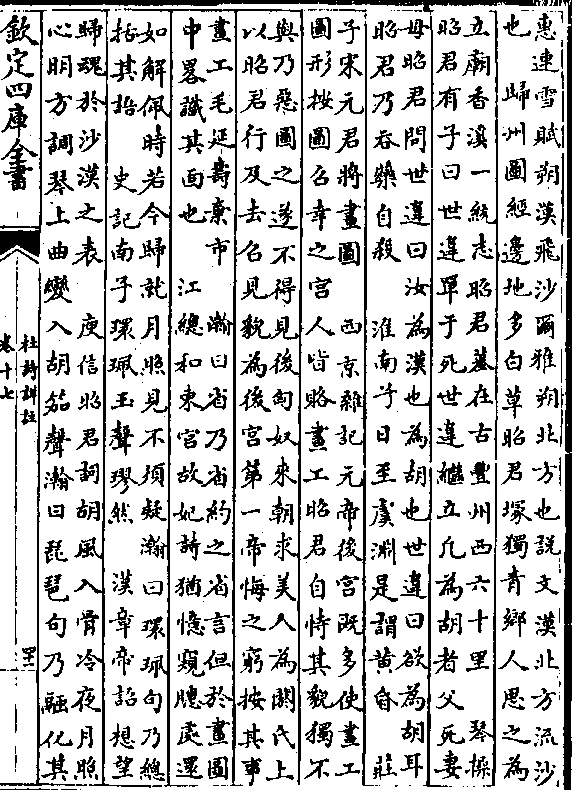 惠連雪賦朔漠飛沙爾雅朔北方也說文漠北方流沙
也　歸州圖經邊地多白草昭君塚獨青鄉人思之為
立廟香溪一統志昭君墓在古豐州西六十里　琴操
昭君有子曰世違單于死世違繼立凡為胡者父死妻
母昭君問世違曰汝為漢也為胡也世違曰欲為胡耳
昭君乃吞藥自殺　淮南子日至虞淵是謂黄昏　莊
子宋元君將畫圖　西京雜記元帝後宮既多使畫工
圖形按圖召幸之宮人皆賂畫工昭君自恃其貌獨不
與乃惡圖之遂不得見後匈奴來朝求美人為閼氏上
以昭君行及去召見貌為後宮第一帝悔之窮按其事
畫工毛延壽棄市　瀚曰省乃省約之省言但於畫圖
中畧識其面也　江總和東宮故妃詩猶憶窺牕處還
如解佩時若令歸就月照見不須疑瀚曰環珮句乃總
括其語　史記南子環珮玉聲璆然　漢章帝詔想望
歸魂於沙漠之表　庾信昭君詞胡風入骨冷夜月照
心明方調琴上曲變入胡笳聲瀚曰琵琶句乃融化其
欽定四庫全書
杜詩詳註
卷十七